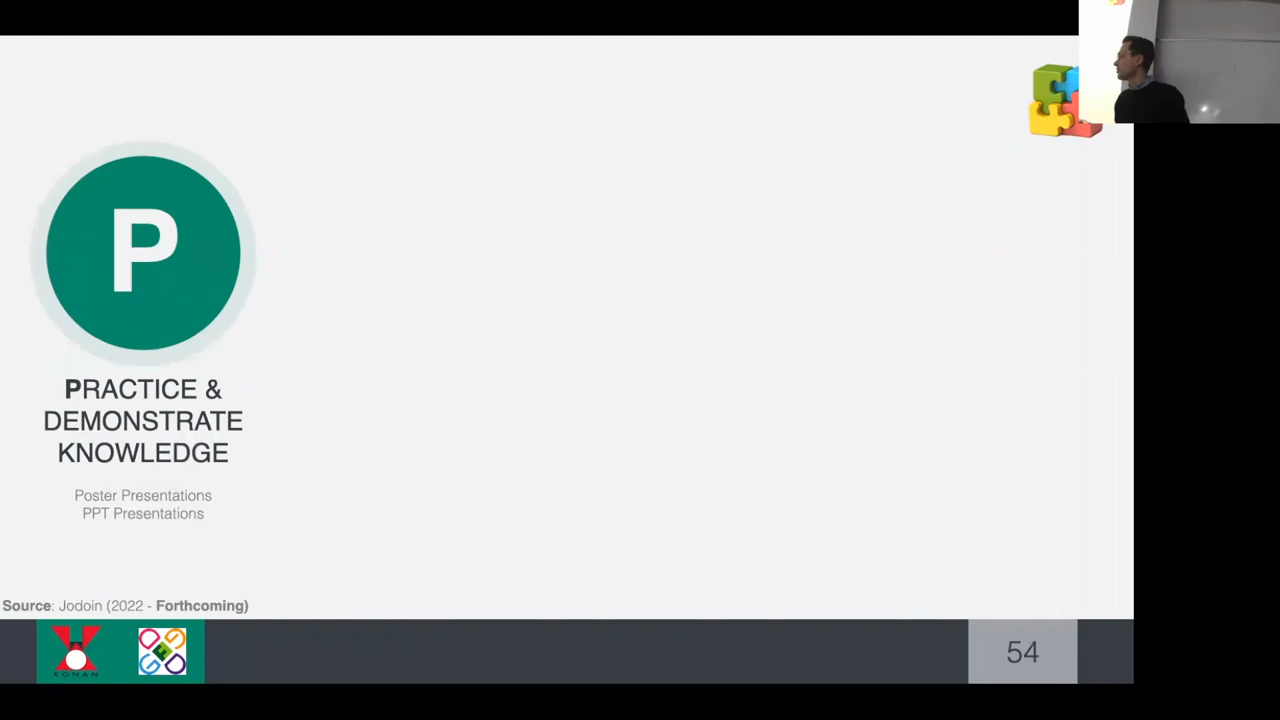 P
PRACTICE &
DEMONSTRATE
KNOWLEDGE
Poster Presentations
PPT Presentations
Source: Jodoin (2022 - Forthcoming)
KONAN
54